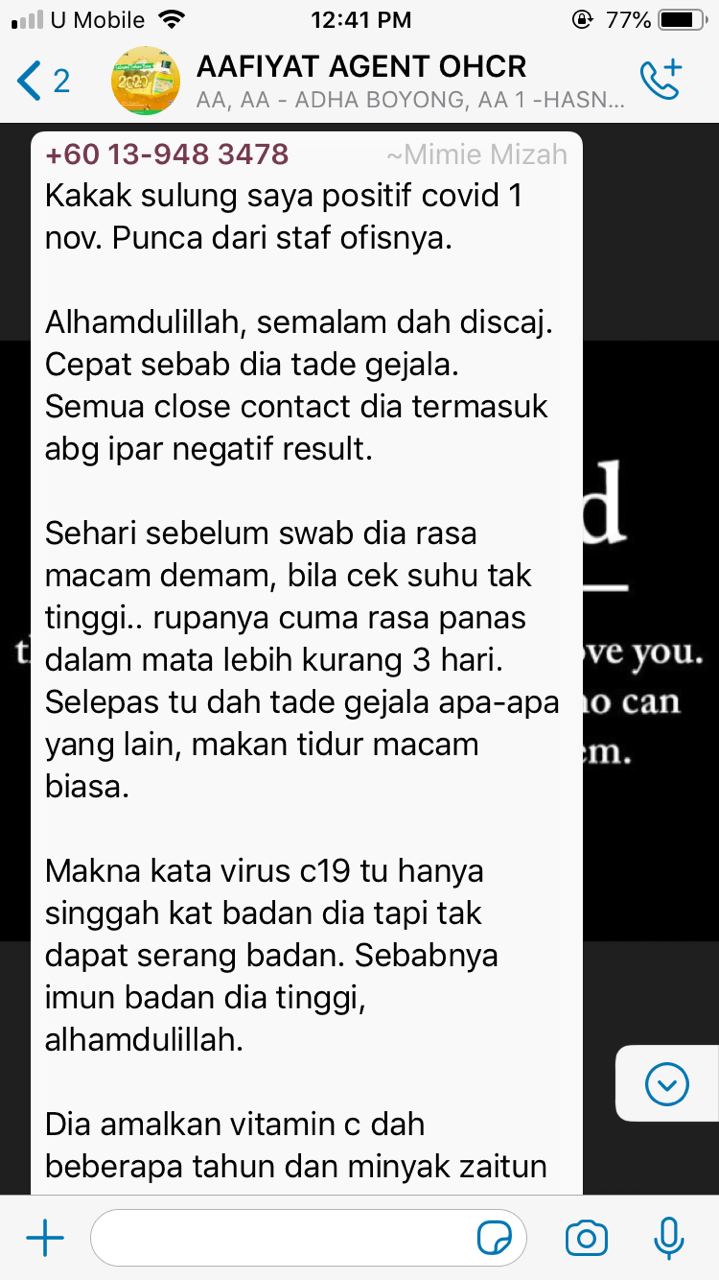 U Mobile 12:41 PM 77%
2 AAFIYAT AGENT OHCR
AA, AA - ADHA BOYONG, AA 1 -HASN...
2020
+60 13-948 3478 ~Mimie Mizah
Kakak sulung saya positif covid 1
nov. Punca dari staf ofisnya.
Alhamdulillah, semalam dah discaj.
Cepat sebab dia tade gejala.
Semua close contact dia termasuk
abg ipar negatif result.
Sehari sebelum swab dia rasa
macam demam, bila cek suhu tak
tinggi.. rupanya cuma rasa panas
dalam mata lebih kurang 3 hari.
Selepas tu dah tade gejala apa-apa
yang lain, makan tidur macam
biasa.
Makna kata virus c19 tu hanya
singgah kat badan dia tapi tak
dapat serang badan. Sebabnya
imun badan dia tinggi,
alhamdulillah.
Dia amalkan vitamin c dah
beberapa tahun dan minyak zaitun
d
ve you.
o can
m.